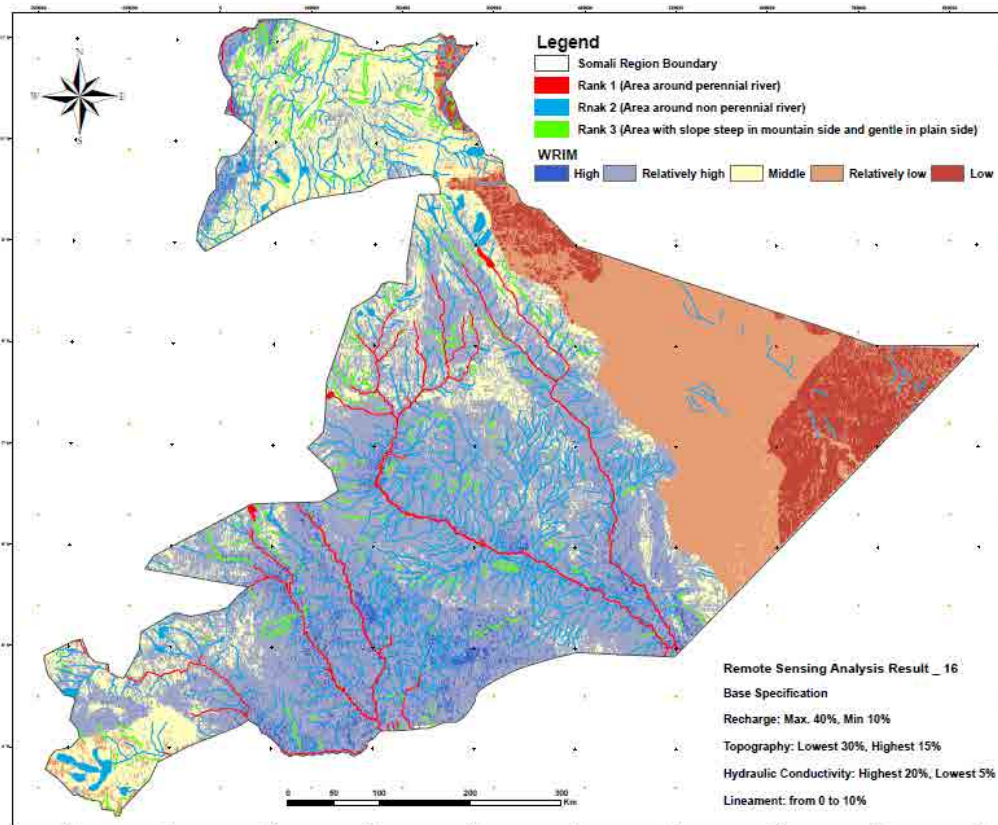 N
W
E
S
Legend
Somali Region Boundary
Rank 1 (Area around perennial river)
Rnak 2 (Area around non perennial river)
Rank 3 (Area with slope steep in mountain side and gentle in plain side)
WRIM
High Relatively high Middle Relatively low Low
Remote Sensing Analysis Result _ 16
Base Specification
Recharge: Max. 40%, Min 10%
Topography: Lowest 30%, Highest 15%
Hydraulic Conductivity: Highest 20%, Lowest 5%
Lineament: from 0 to 10%
0 50 100 200 300
Km